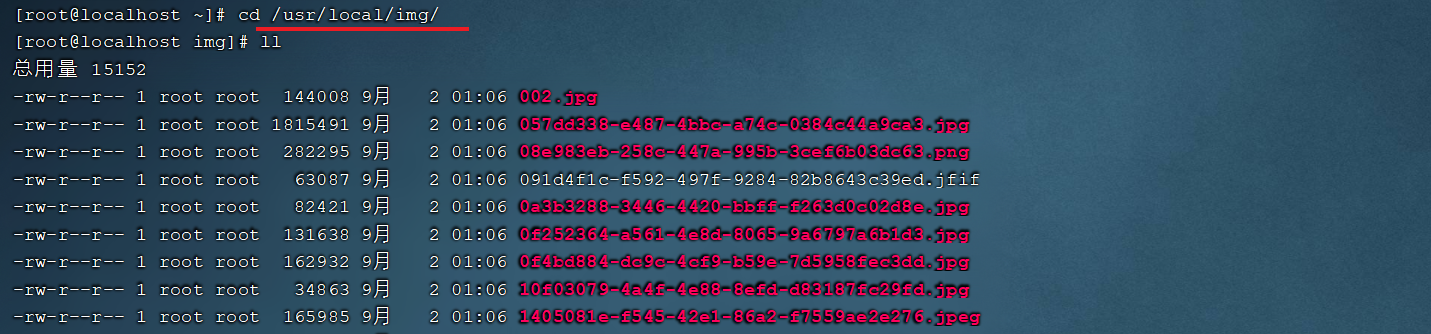 [root@localhost ~]# cd /usr/local/img/
[root@localhost img]# ll
总用量 15152
-rw-r--r-- 1 root root  144008 9月   2 01:06 002.jpg
-rw-r--r-- 1 root root 1815491 9月   2 01:06 057dd338-e487-4bbc-a74c-0384c44a9ca3.jpg
-rw-r--r-- 1 root root  282295 9月   2 01:06 08e983eb-258c-447a-995b-3cef6b03dc63.png
-rw-r--r-- 1 root root   63087 9月   2 01:06 091d4f1c-f592-497f-9284-82b8643c39ed.jfif
-rw-r--r-- 1 root root   82421 9月   2 01:06 0a3b3288-3446-4420-bbff-f263d0c02d8e.jpg
-rw-r--r-- 1 root root  131638 9月   2 01:06 0f252364-a561-4e8d-8065-9a6797a6b1d3.jpg
-rw-r--r-- 1 root root  162932 9月   2 01:06 0f4bd884-dc9c-4cf9-b59e-7d5958fec3dd.jpg
-rw-r--r-- 1 root root   34863 9月   2 01:06 10f03079-4a4f-4e88-8efd-d83187fc29fd.jpg
-rw-r--r-- 1 root root  165985 9月   2 01:06 1405081e-f545-42e1-86a2-f7559ae2e276.jpeg